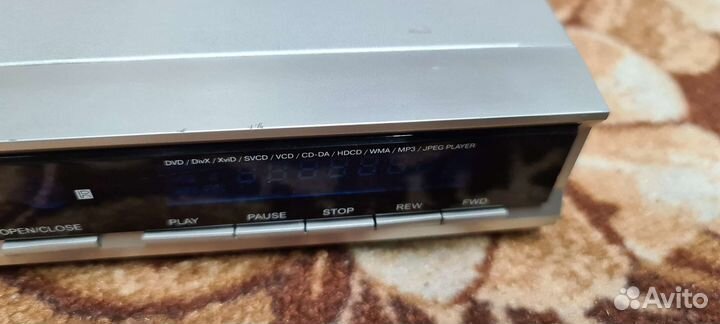 DVD / DivX / XviD / SVCD / VCD / CD-DA / HDCD / WMA / MP3 / JPEG PLAYER
OPEN/CLOSE PLAY PAUSE STOP REW FWD
Avito